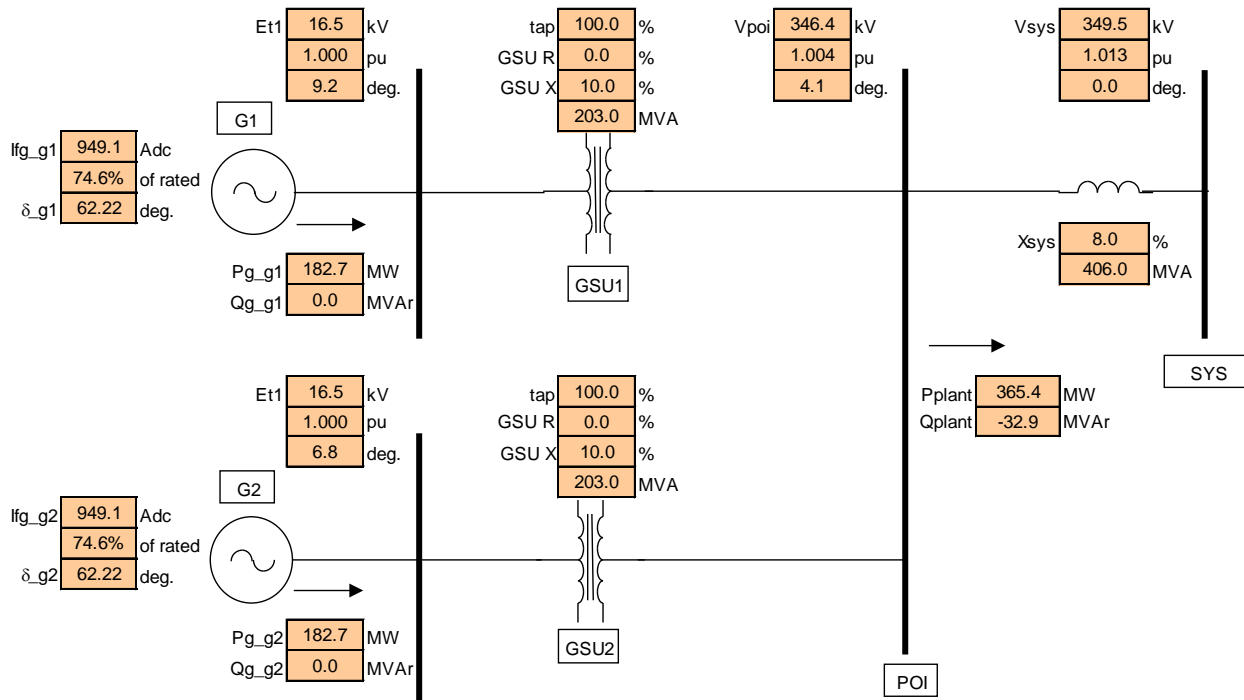 Et1 16.5 kV
1.000 pu
9.2 deg.
tap 100.0 %
GSU R 0.0 %
GSU X 10.0 %
203.0 MVA
Vpoi 346.4 kV
1.004 pu
4.1 deg.
Vsys 349.5 kV
1.013 pu
0.0 deg.
G1
Ifg_g1 949.1 Adc
74.6% of rated
δ_g1 62.22 deg.
Pg_g1 182.7 MW
Qg_g1 0.0 MVAr
GSU1
Xsys 8.0 %
406.0 MVA
SYS
Pplant 365.4 MW
Qplant -32.9 MVAr
Et1 16.5 kV
1.000 pu
6.8 deg.
tap 100.0 %
GSU R 0.0 %
GSU X 10.0 %
203.0 MVA
G2
Ifg_g2 949.1 Adc
74.6% of rated
δ_g2 62.22 deg.
Pg_g2 182.7 MW
Qg_g2 0.0 MVAr
GSU2
POI